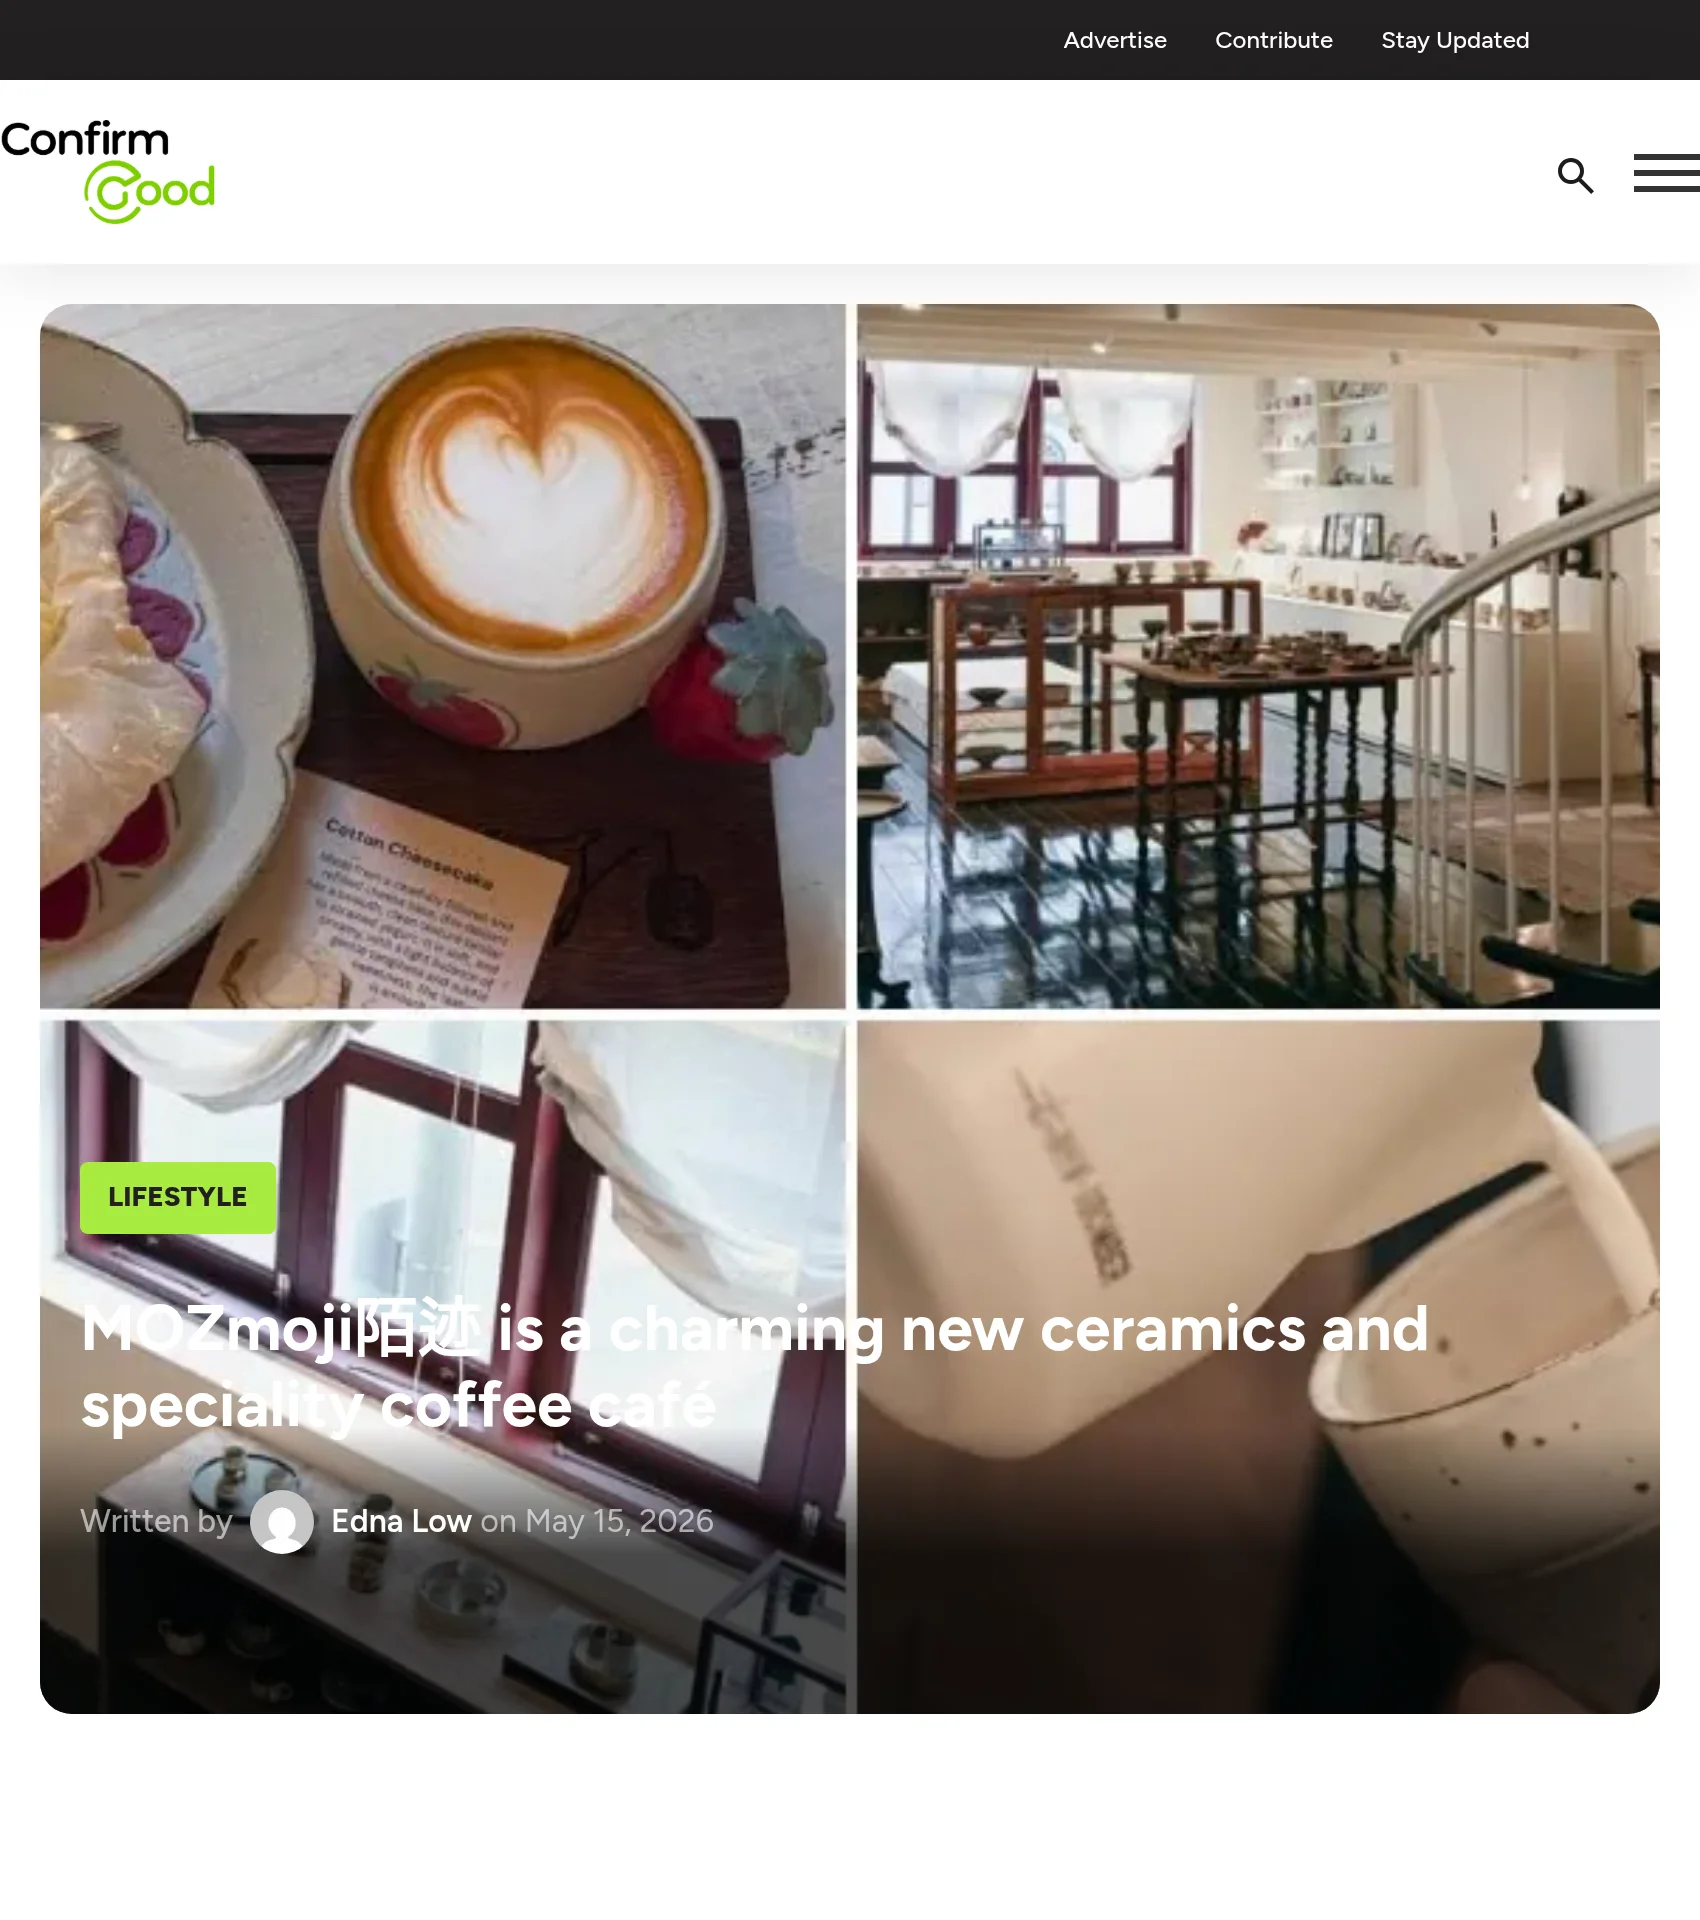 Advertise Contribute Stay Updated
Confirm
Good
Cotton Cheesecake
LIFESTYLE
MOZmoji陌迹 is a charming new ceramics and
speciality coffee café
Written by Edna Low on May 15, 2026